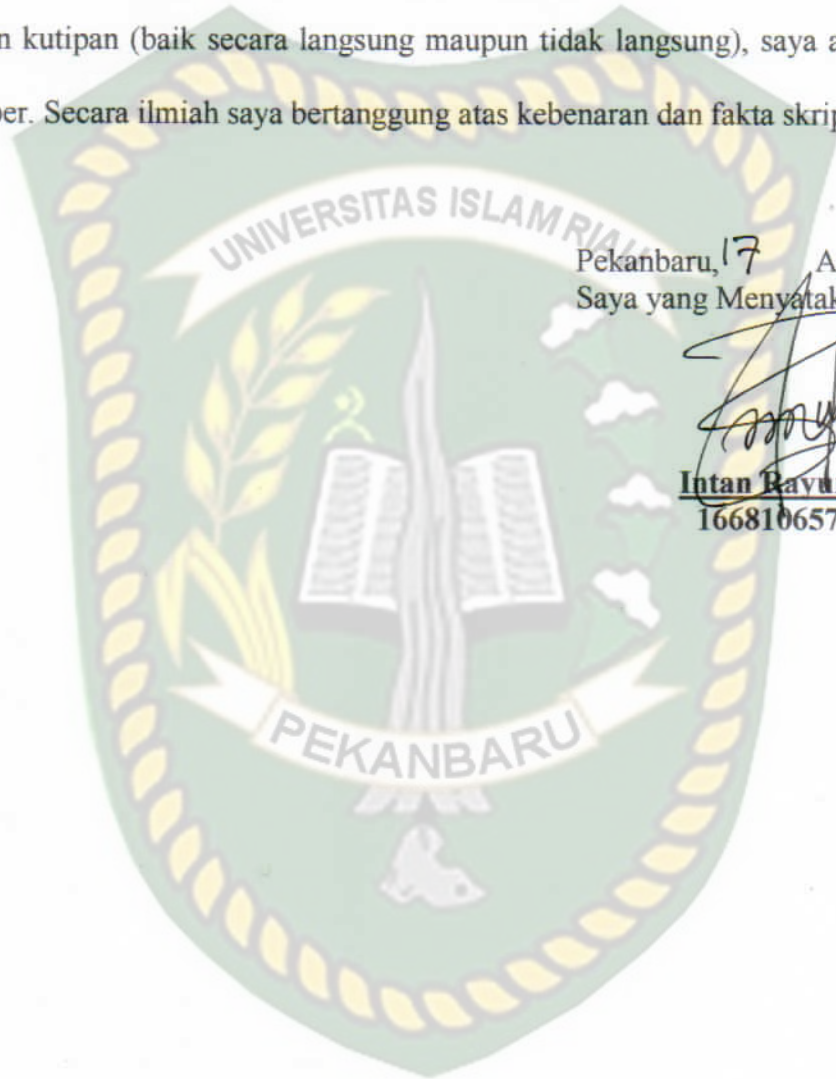 n kutipan (baik secara langsung maupun tidak langsung), saya a
ber. Secara ilmiah saya bertanggung atas kebenaran dan fakta skrip
UNIVERSITAS ISLAM RIAU
Pekanbaru, 17 A
Saya yang Menyatak
Intan Rayu
166810657
PEKANBARU